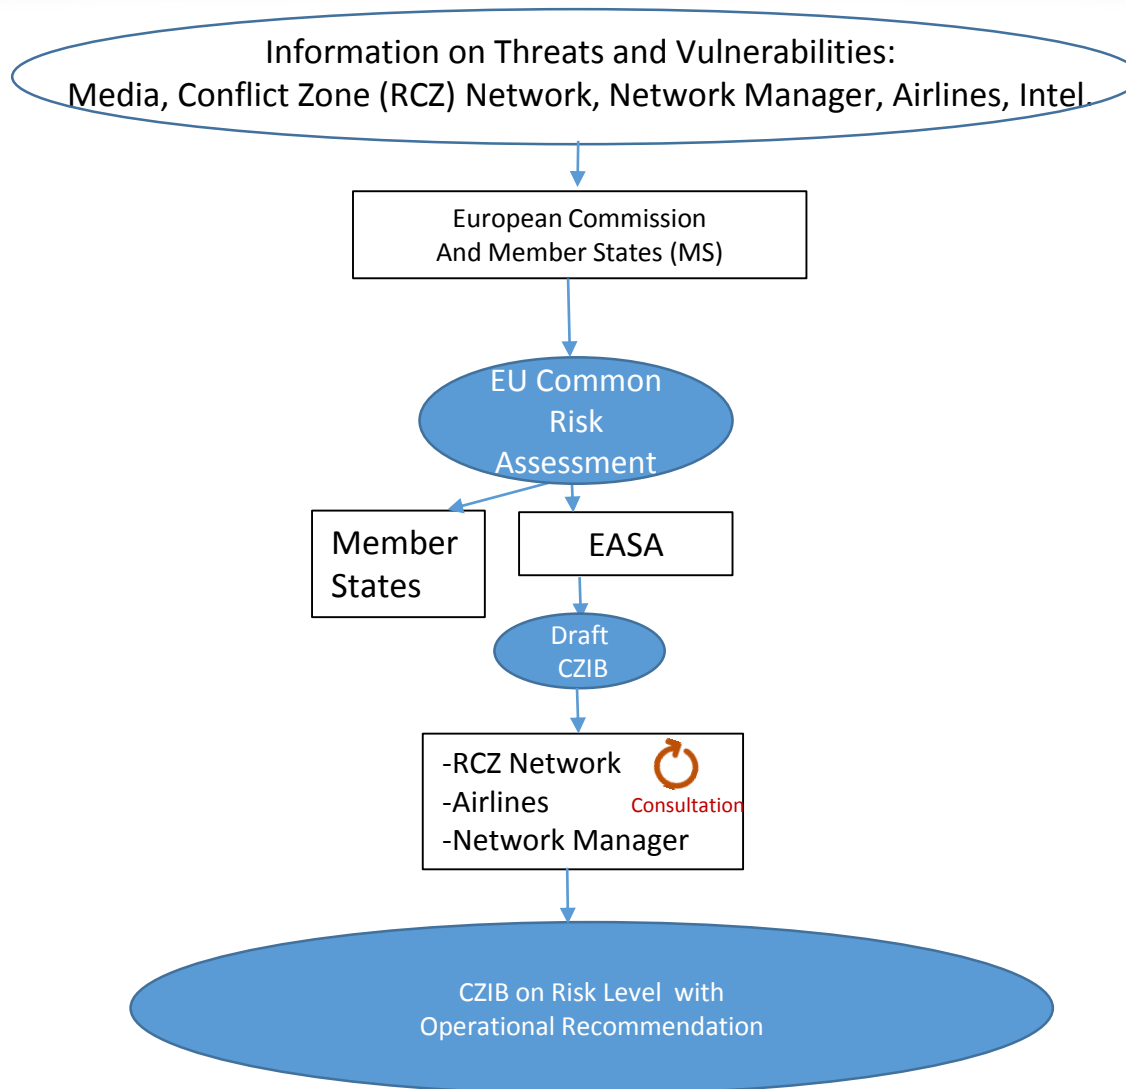 Information on Threats and Vulnerabilities:
Media, Conflict Zone (RCZ) Network, Network Manager, Airlines, Intel.
European Commission
And Member States (MS)
EU Common
Risk
Assessment
Member
States
EASA
Draft
CZIB
-RCZ Network
-Airlines
-Network Manager
Consultation
CZIB on Risk Level with
Operational Recommendation